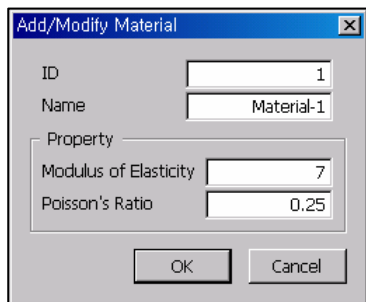 Add/Modify Material
ID 1
Name Material-1
Property
Modulus of Elasticity 7
Poisson's Ratio 0.25
OK Cancel